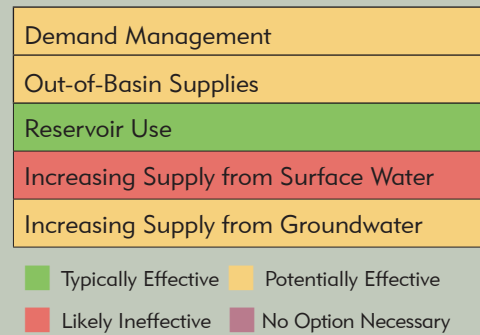 Demand Management
Out-of-Basin Supplies
Reservoir Use
Increasing Supply from Surface Water
Increasing Supply from Groundwater
Typically Effective Potentially Effective
Likely Ineffective No Option Necessary